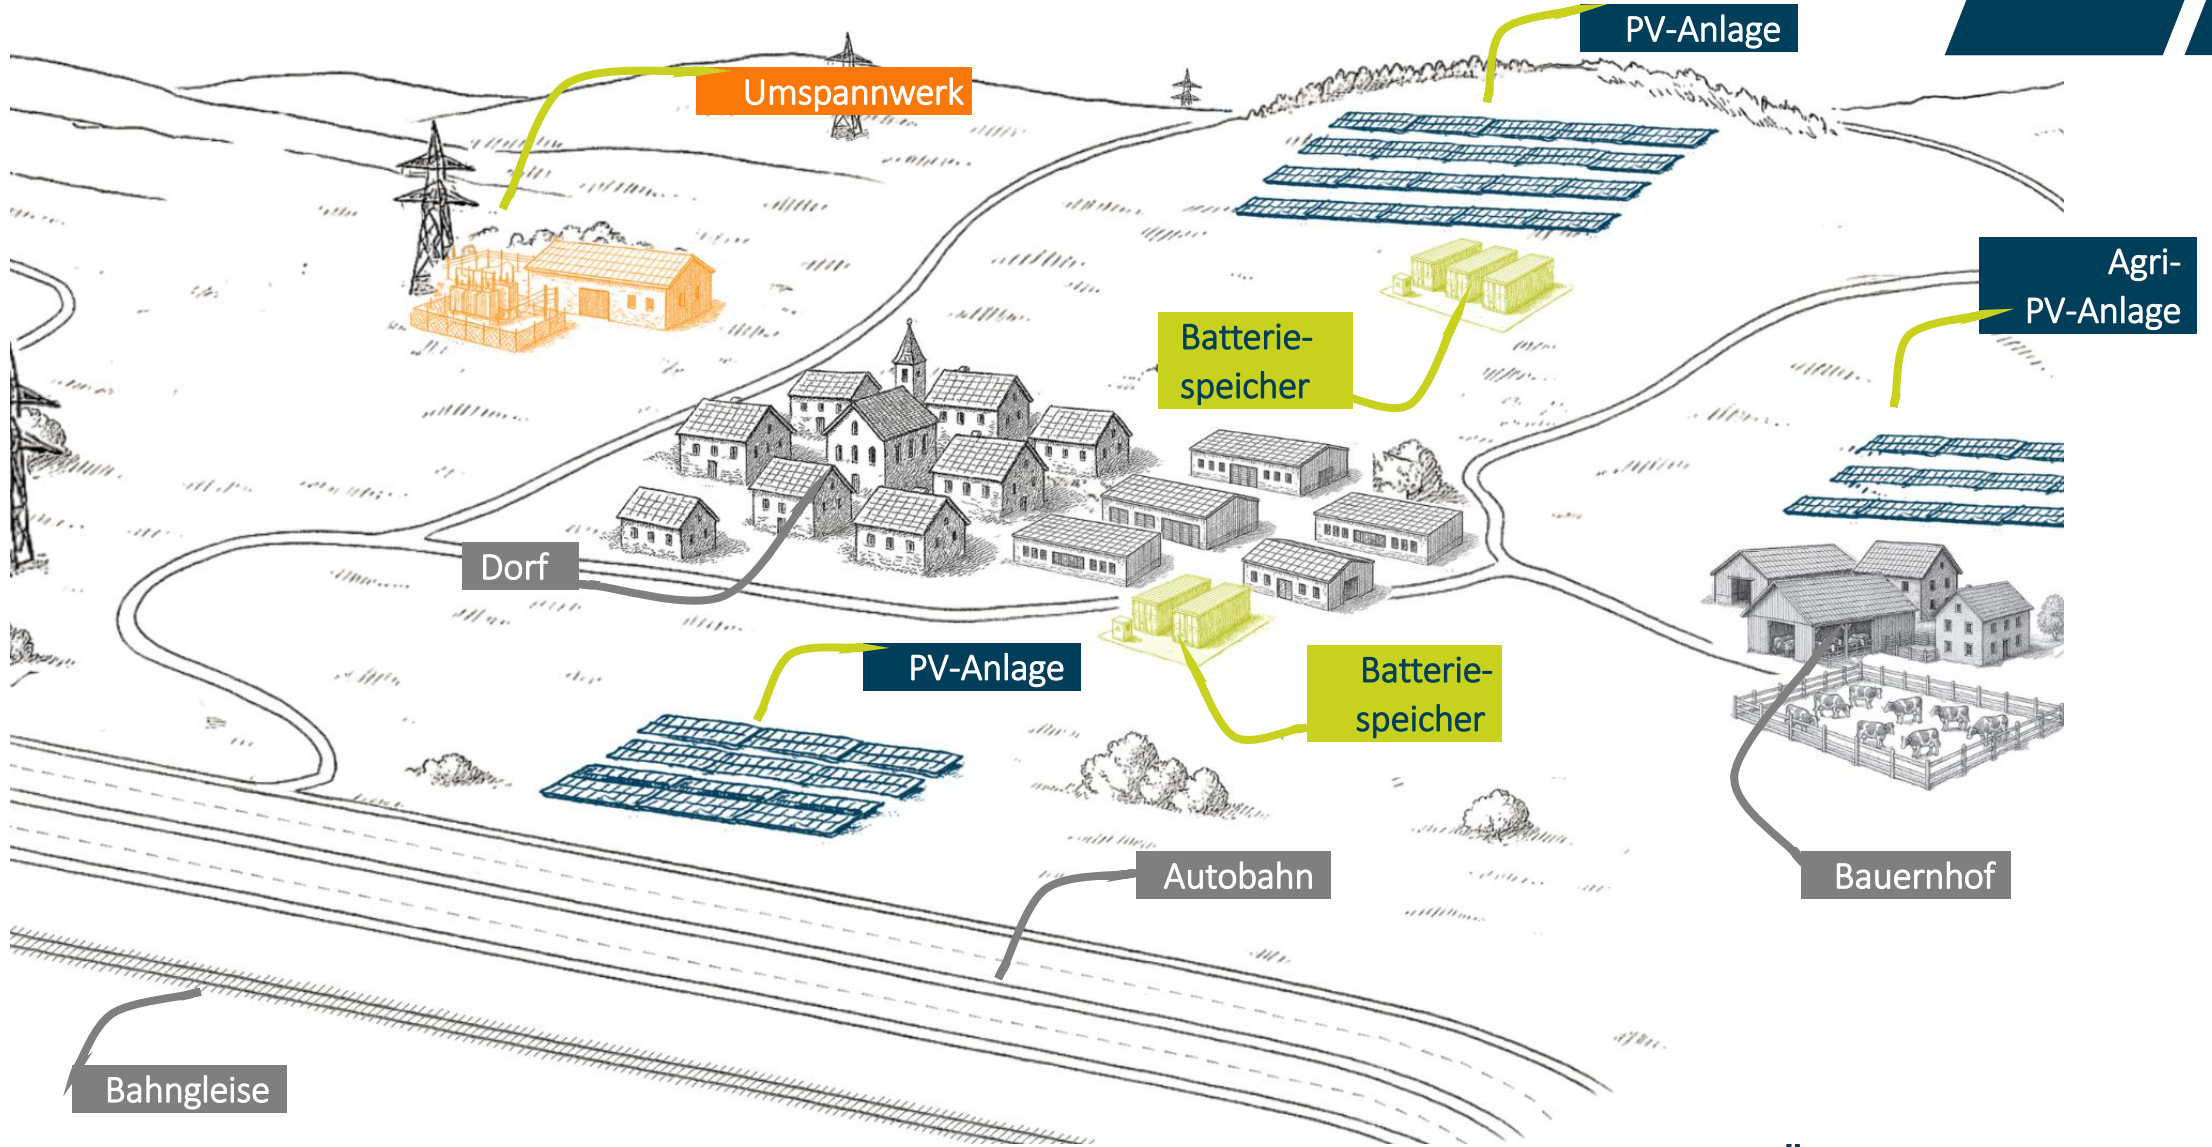 PV-Anlage
Umspannwerk
Agri-
PV-Anlage
Batterie-
speicher
Dorf
PV-Anlage
Batterie-
speicher
Autobahn
Bauernhof
Bahngleise